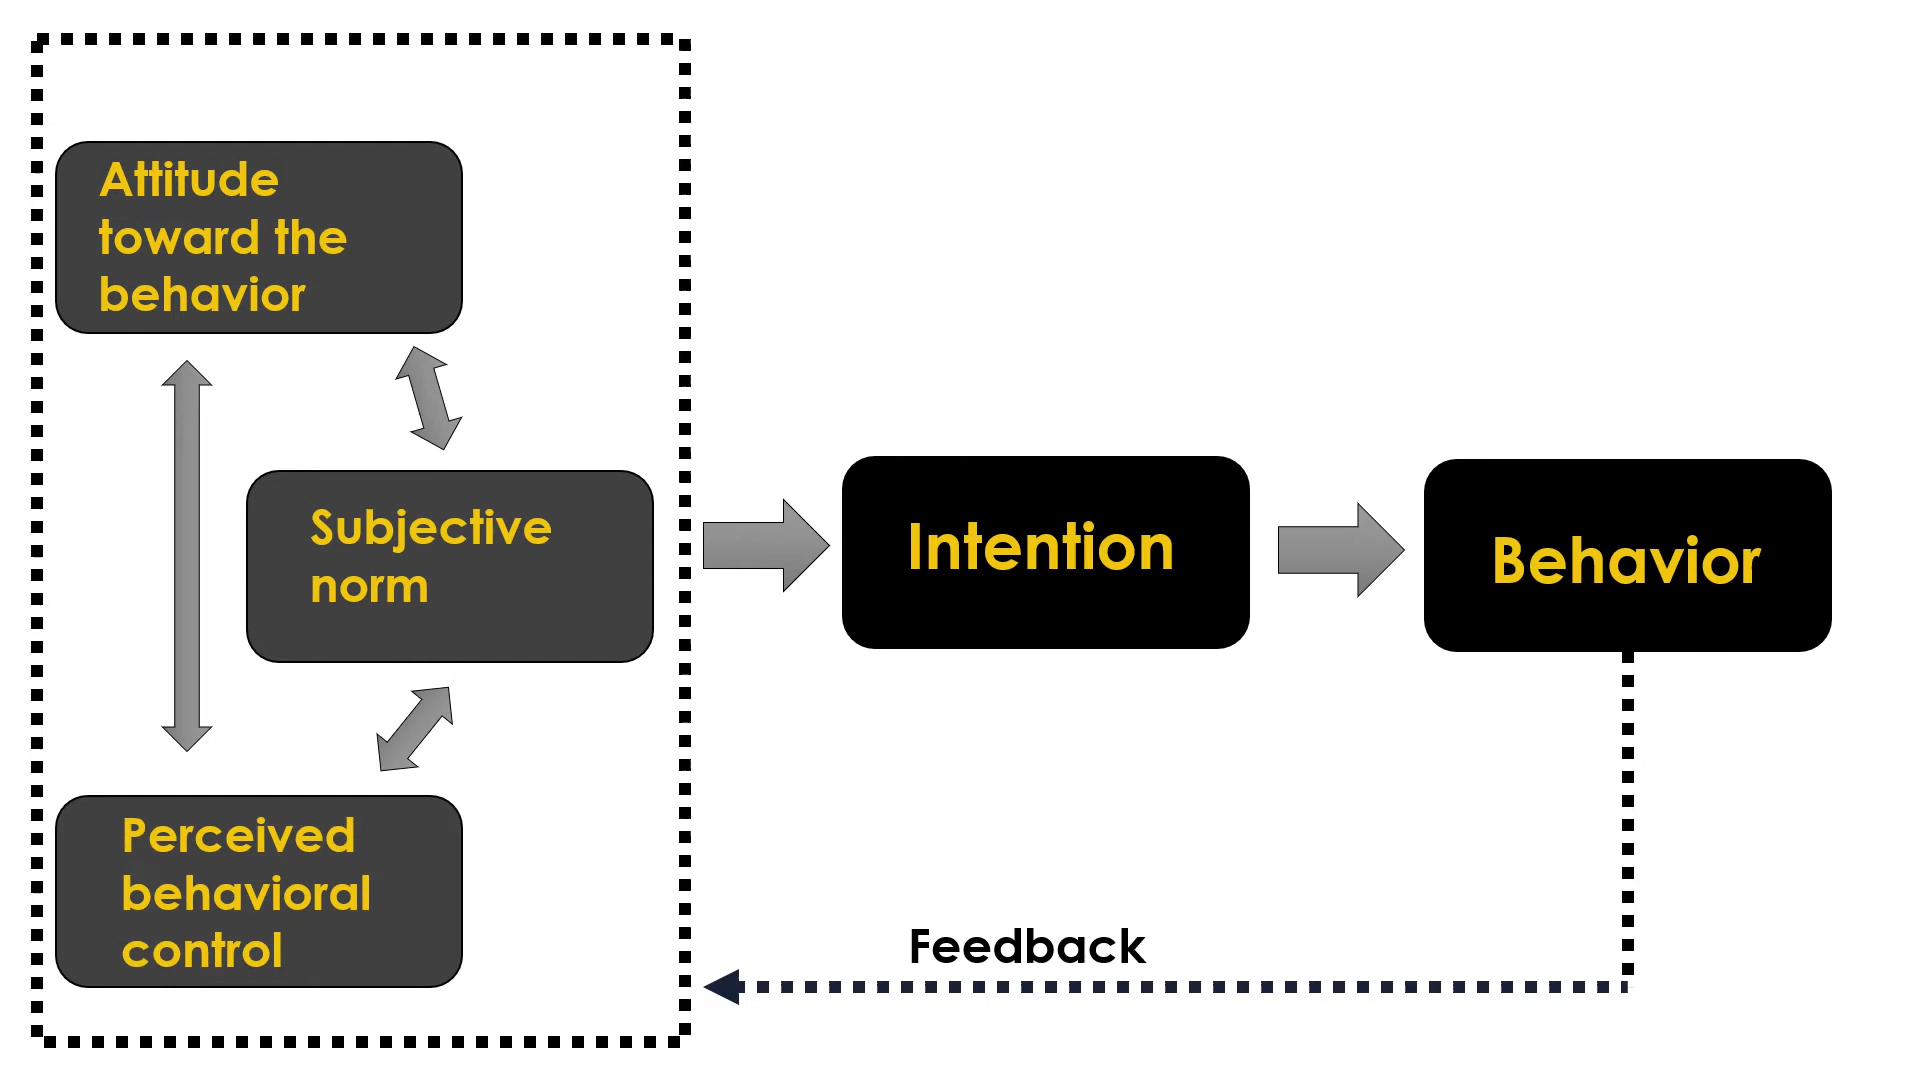 Attitude
toward the
behavior
Subjective
norm
Perceived
behavioral
control
Intention
Behavior
Feedback